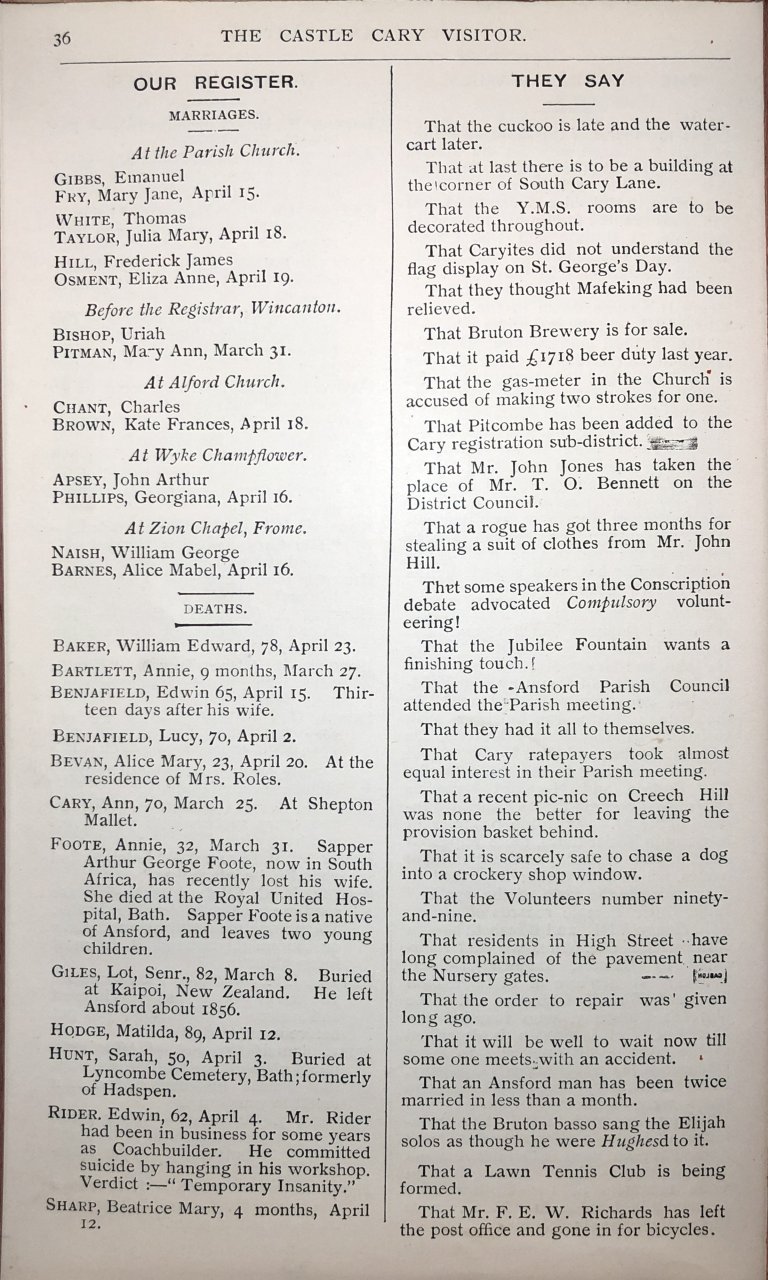 36
THE CASTLE CARY VISITOR.
OUR REGISTER.
MARRIAGES.
At the Parish Church.
GIBBS, Emanuel
FRY, Mary Jane, April 15.
WHITE, Thomas
TAYLOR, Julia Mary, April 18.
HILL, Frederick James
OSMENT, Eliza Anne, April 19.
Before the Registrar, Wincanton.
BISHOP, Uriah
PITMAN, Mary Ann, March 31.
At Alford Church.
CHANT, Charles
BROWN, Kate Frances, April 18.
At Wyke Champflower.
APSEY, John Arthur
PHILLIPS, Georgiana, April 16.
At Zion Chapel, Frome.
NAISH, William George
BARNES, Alice Mabel, April 16.
DEATHS.
BAKER, William Edward, 78, April 23.
BARTLETT, Annie, 9 months, March 27.
BENJAFIELD, Edwin 65, April 15. Thir-
teen days after his wife.
BENJAFIELD, Lucy, 70, April 2.
BEVAN, Alice Mary, 23, April 20. At the
residence of Mrs. Roles.
CARY, Ann, 70, March 25. At Shepton
Mallet.
FOOTE, Annie, 32, March 31. Sapper
Arthur George Foote, now in South
Africa, has recently lost his wife.
She died at the Royal United Hos-
pital, Bath. Sapper Foote is a native
of Ansford, and leaves two young
children.
GILES, Lot, Senr., 82, March 8. Buried
at Kaipoi, New Zealand. He left
Ansford about 1856.
HODGE, Matilda, 89, April 12.
HUNT, Sarah, 50, April 3. Buried at
Lyncombe Cemetery, Bath; formerly
of Hadspen.
RIDER. Edwin, 62, April 4. Mr. Rider
had been in business for some years
as Coachbuilder. He committed
suicide by hanging in his workshop.
Verdict :—“ Temporary Insanity.”
SHARP, Beatrice Mary, 4 months, April
12.
THEY SAY
That the cuckoo is late and the water-
cart later.
That at last there is to be a building at
the corner of South Cary Lane.
That the Y.M.S. rooms are to be
decorated throughout.
That Caryites did not understand the
flag display on St. George's Day.
That they thought Mafeking had been
relieved.
That Bruton Brewery is for sale.
That it paid £1718 beer duty last year.
That the gas-meter in the Church is
accused of making two strokes for one.
That Pitcombe has been added to the
Cary registration sub-district.
That Mr. John Jones has taken the
place of Mr. T. O. Bennett on the
District Council.
That a rogue has got three months for
stealing a suit of clothes from Mr. John
Hill.
Thet some speakers in the Conscription
debate advocated Compulsory volunt-
eering!
That the Jubilee Fountain wants a
finishing touch.!
That the -Ansford Parish Council
attended the Parish meeting.
That they had it all to themselves.
That Cary ratepayers took almost
equal interest in their Parish meeting.
That a recent pic-nic on Creech Hill
was none the better for leaving the
provision basket behind.
That it is scarcely safe to chase a dog
into a crockery shop window.
That the Volunteers number ninety-
and-nine.
That residents in High Street have
long complained of the pavement near
the Nursery gates.
That the order to repair was given
long ago.
That it will be well to wait now till
some one meets with an accident.
That an Ansford man has been twice
married in less than a month.
That the Bruton basso sang the Elijah
solos as though he were Hughesd to it.
That a Lawn Tennis Club is being
formed.
That Mr. F. E. W. Richards has left
the post office and gone in for bicycles.